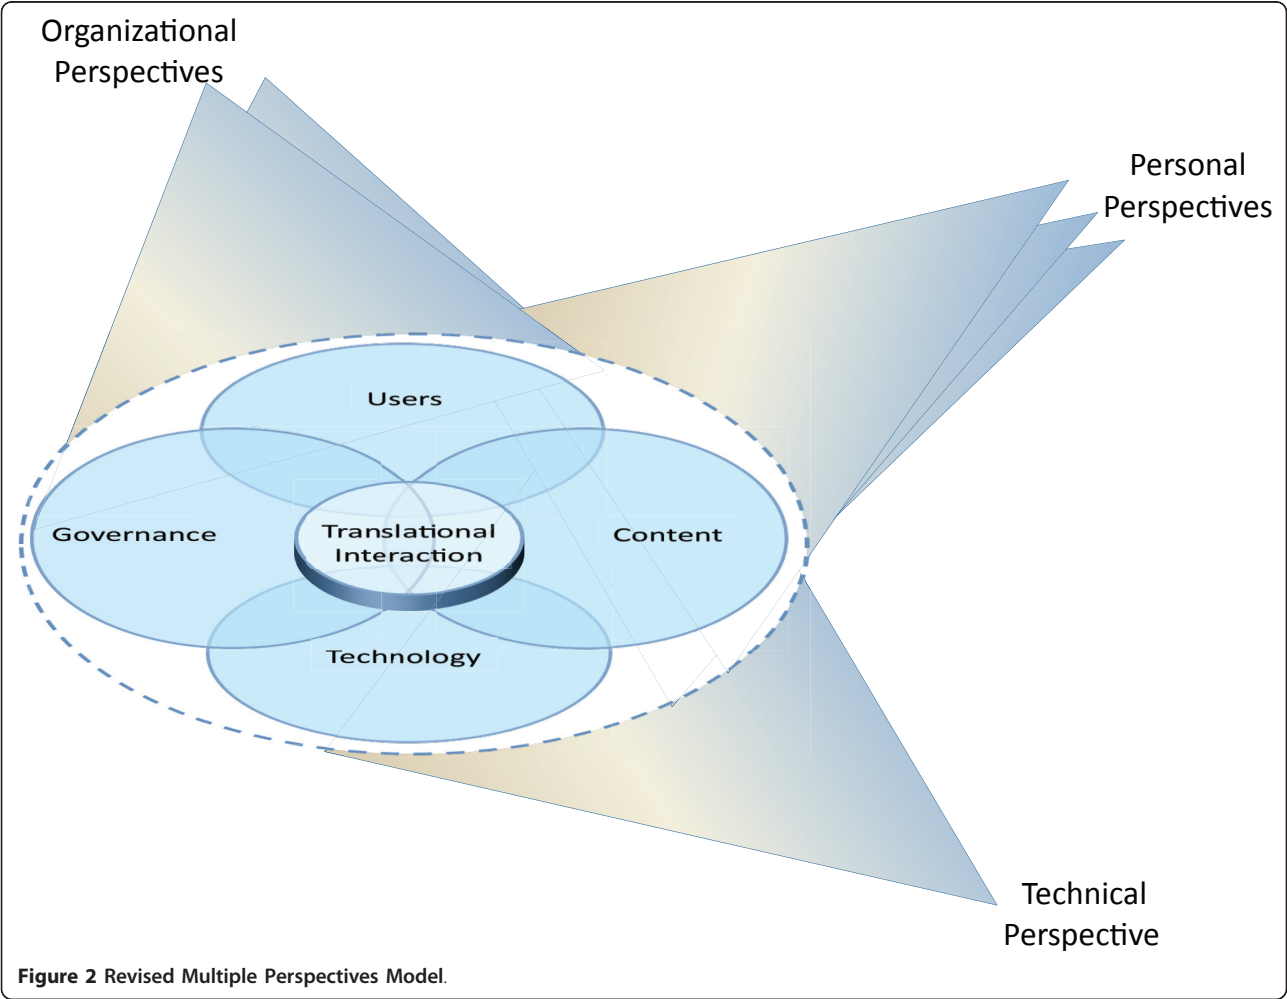 Organizational
Perspectives
Personal
Perspectives
Users
Governance
Translational
Interaction
Content
Technology
Technical
Perspective
Figure 2 Revised Multiple Perspectives Model.